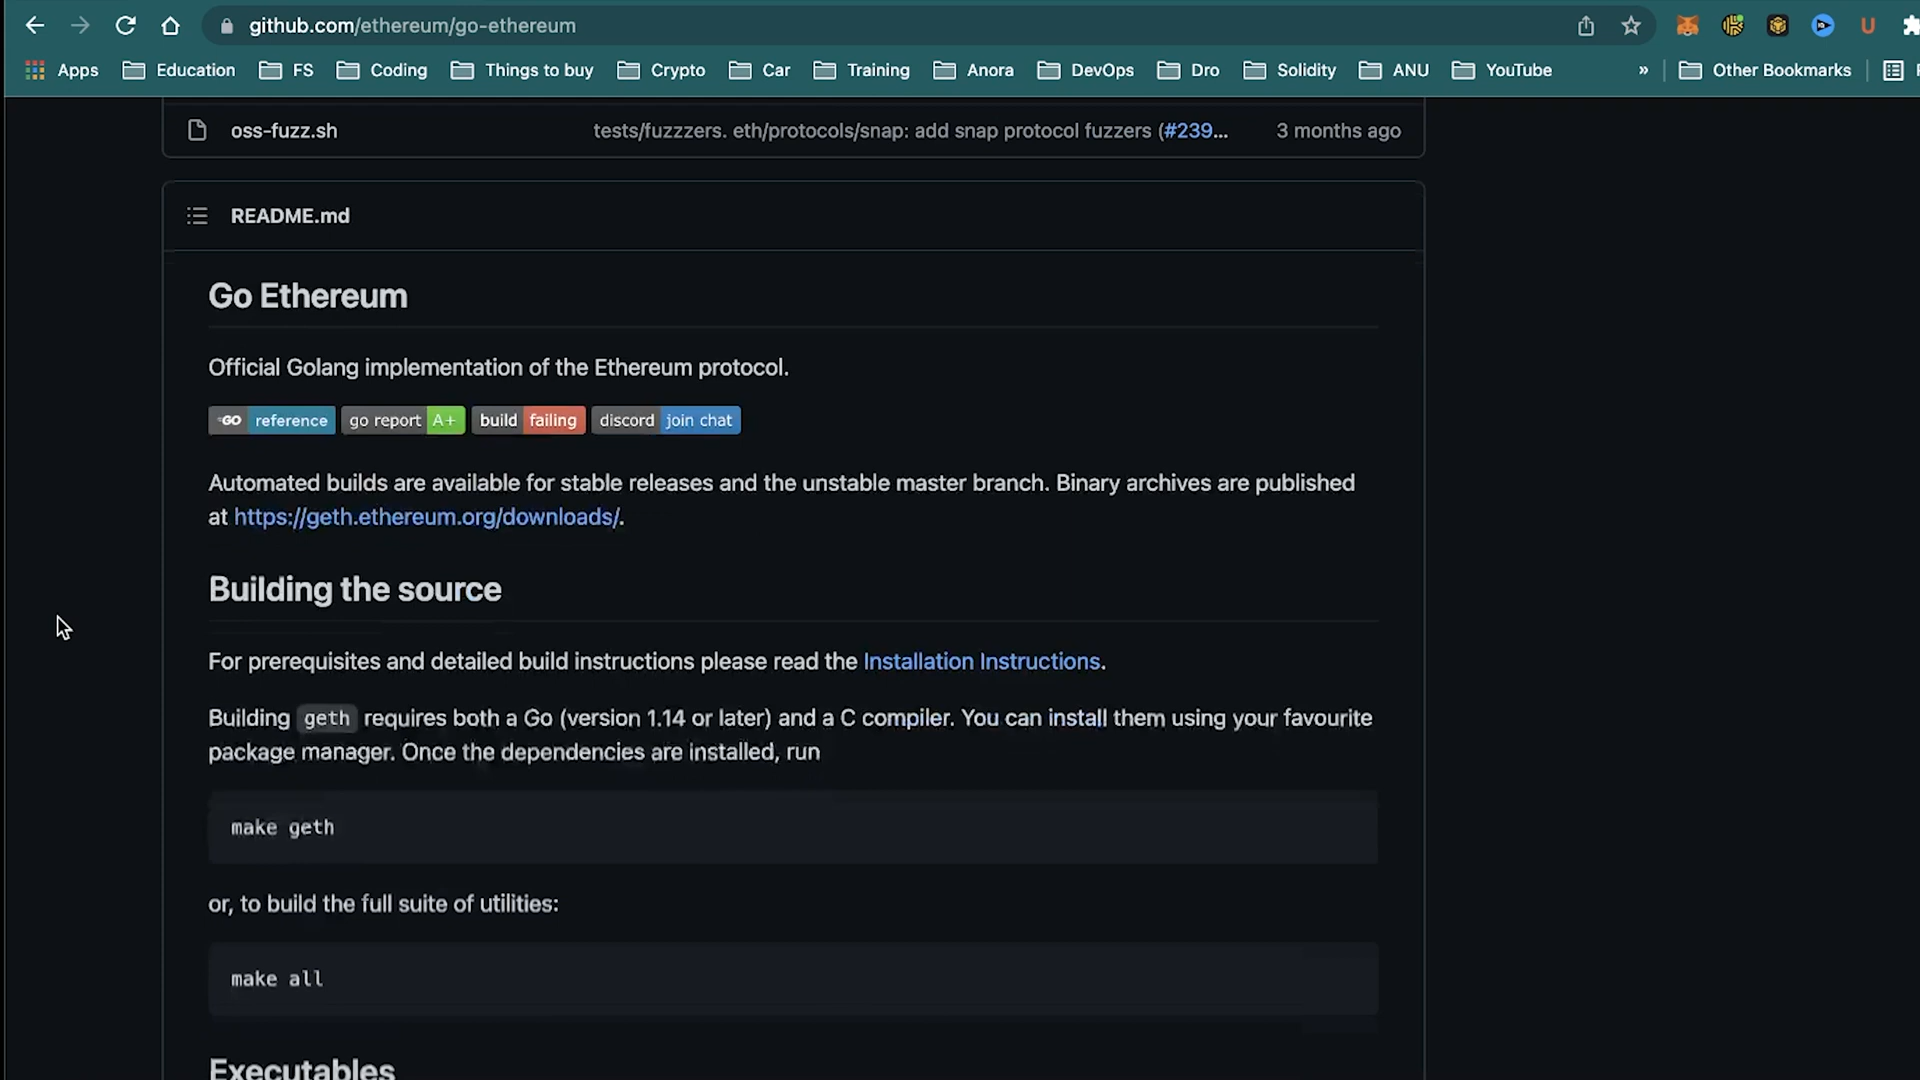 github.com/ethereum/go-ethereum
Apps Education FS Coding Things to buy Crypto Car Training Anora DevOps Dro Solidity ANU YouTube » Other Bookmarks
oss-fuzz.sh tests/fuzzzers. eth/protocols/snap: add snap protocol fuzzers (#239... 3 months ago
README.md
Go Ethereum
Official Golang implementation of the Ethereum protocol.
GO reference go report A+ build failing discord join chat
Automated builds are available for stable releases and the unstable master branch. Binary archives are published
at https://geth.ethereum.org/downloads/.
Building the source
For prerequisites and detailed build instructions please read the Installation Instructions.
Building geth requires both a Go (version 1.14 or later) and a C compiler. You can install them using your favourite
package manager. Once the dependencies are installed, run
make geth
or, to build the full suite of utilities:
make all
Executables